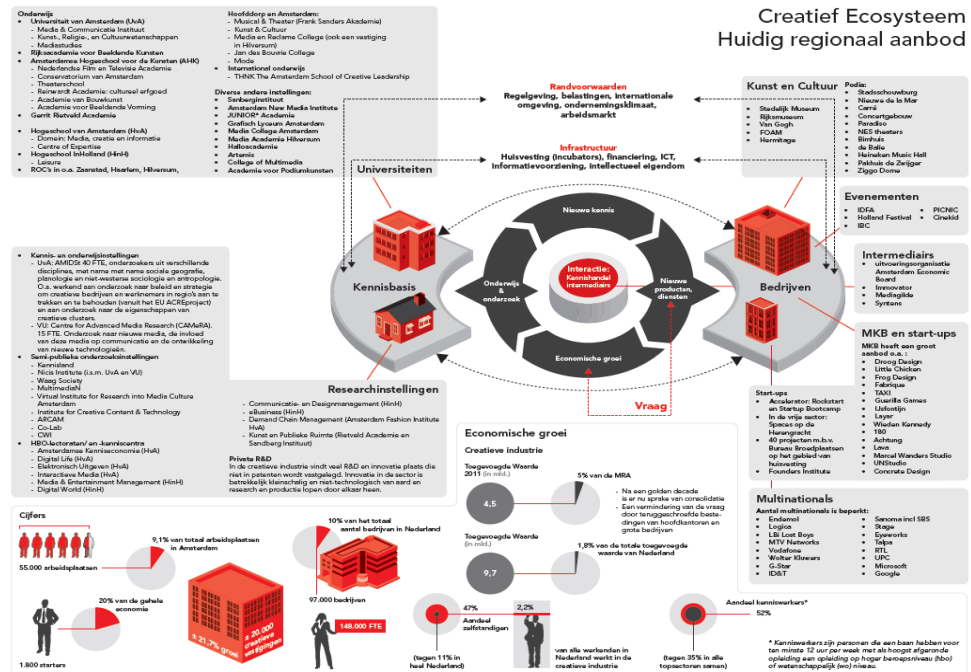 Creatief Ecosysteem
Huidig regionaal aanbod
Onderwijs
• Universiteit van Amsterdam (UvA)
- Media & Communicatie Instituut
- Kunst-, Religie-, en Cultuurwetenschappen
- Mediastudies
• Rijksacademie voor Beeldende Kunsten
• Amsterdamse Hogeschool voor de Kunsten (AHK)
- Nederlandse Film en Televisie Academie
- Conservatorium van Amsterdam
- Theaterschool
- Reinwardt Academie: cultureel erfgoed
- Academie van Bouwkunst
- Academie voor Beeldende Vorming
• Gerrit Rietveld Academie
• Hogeschool van Amsterdam (HvA)
- Domein: Media, creatie en informatie
- Centre of Expertise
• Hogeschool InHolland (HinH)
- Leisure
• ROC's in o.a. Zaanstad, Haarlem, Hilversum,
Hoofddorp en Amsterdam:
- Musical & Theater (Frank Sanders Akademie)
- Kunst & Cultuur
- Media en Reclame College (ook een vestiging
in Hilversum)
- Jan des Bouvrie College
- Mode
• International onderwijs
- THNK The Amsterdam School of Creative Leadership
Diverse andere instellingen:
• Sanberginstituut
• Amsterdam New Media Institute
• JUNIOR* Academie
• Grafisch Lyceum Amsterdam
• Media College Amsterdam
• Media Academie Hilversum
• Halloacademie
• Artemis
• College of Multimedia
• Academie voor Podiumkunsten
Universiteiten
Randvoorwaarden
Regelgeving, belastingen, internationale
omgeving, ondernemingsklimaat,
arbeidsmarkt
Infrastructuur
Huisvesting (incubators), financiering, ICT,
informatievoorziening, Intellectueel eigendom
Kunst en Cultuur
• Stedelijk Museum
• Rijksmuseum
• Van Gogh
• FOAM
• Hermitage
Podia:
• Stadsschouwburg
• Nieuwe de la Mar
• Carré
• Concertgebouw
• Paradiso
• NES theaters
• Bimhuis
• de Balie
• Heineken Music Hall
• Pakhuis de Zwijger
• Ziggo Dome
Evenementen
• IDFA
• Holland Festival
• IBC
• PICNIC
• Cinekid
Intermediairs
• uitvoeringsorganisatie
Amsterdam Economic
Board
• Immovator
• Mediagilde
• Syntens
Kennisbasis
Nieuwe kennis
Onderwijs
&
onderzoek
Interactie:
Kennishandel
intermediairs
Nieuwe
producten,
diensten
Economische groei
Bedrijven
Vraag
• Kennis- en onderwijsinstellingen
- UvA: AMIDSt 40 FTE, onderzoekers uit verschillende
disciplines, met name met name sociale geografie,
planologie en niet-westerse sociologie en antropologie.
O.a. werkend aan onderzoek naar beleid en strategie
om creatieve bedrijven en werknemers in regio's aan te
trekken en te behouden (vanuit het EU ACREproject)
en aan onderzoek naar de eigenschappen van
creatieve clusters.
- VU: Centre for Advanced Media Research (CAMeRA).
15 FTE. Onderzoek naar nieuwe media, de invloed
van deze media op communicatie en de ontwikkeling
van nieuwe technologieën.
• Semi-publieke onderzoeksinstellingen
- Kennisland
- Nicis Institute (i.s.m. UvA en VU)
- Waag Society
- MultimediaN
- Virtual Institute for Research into Media Culture
Amsterdam
- Institute for Creative Content & Technology
- ARCAM
- Co-Lab
- CWI
• HBO-lectoraten/ en -kenniscentra
- Amsterdamse Kenniseconomie (HvA)
- Digital Life (HvA)
- Elektronisch Uitgeven (HvA)
- Interactieve Media (HvA)
- Media & Entertainment Management (HinH)
- Digital World (HinH)
Researchinstellingen
- Communicatie- en Designmanagement (HinH)
- eBusiness (HinH)
- Demand Chain Management (Amsterdam Fashion Institute
HvA)
- Kunst en Publieke Ruimte (Rietveld Academie en
Sandberg Instituut)
Private R&D
In de creatieve industrie vindt veel R&D en innovatie plaats die
niet in patenten wordt vastgelegd. Innovatie in de sector is
betrekkelijk kleinschalig en niet-technologisch van aard en
research en productie lopen door elkaar heen.
MKB en start-ups
MKB heeft een groot
aanbod o.a. :
• Droog Design
• Little Chicken
• Frog Design
• Fabrique
• TAXI
• Guerilla Games
• IJsfontijn
• Layar
• Wieden Kennedy
• 180
• Achtung
• Lava
• Marcel Wanders Studio
• UNStudio
• Concrete Design
Start-ups
• Accelerator: Rockstart
en Startup Bootcamp
• In de vrije sector:
Spaces op de
Herengracht
• 40 projecten m.b.v.
Bureau Broedplaatsen
op het gebied van
huisvesting
• Founders Institute
Multinationals
Aantal multinationals is beperkt:
• Endemol
• Logica
• LBi Lost Boys
• MTV Networks
• Vodafone
• Wolter Kluwers
• G-Star
• ID&T
• Sanoma incl SBS
• Stage
• Eyeworks
• Talpa
• RTL
• UPC
• Microsoft
• Google
Economische groei
Creatieve industrie
Toegevoegde Waarde
2011 (in mld.)
4,5
5% van de MRA
- Na een golden decade
is er nu sprake van consolidatie
- Een vermindering van de vraag
door teruggeschroefde beste-
dingen van hoofdkantoren en
grote bedrijven
Toegevoegde Waarde
(in mld.)
9,7
1,8% van de totale toegevoegde
waarde van Nederland
Cijfers
55.000 arbeidsplaatsen
9,1% van totaal arbeidsplaatsen
in Amsterdam
10% van het totaal
aantal bedrijven in Nederland
97.000 bedrijven
20% van de gehele
economie
1.800 starters
± 21,7% groei
± 20.000
creatieve
vestigingen
148.000 FTE
47%
Aandeel
zelfstandigen
(tegen 11% in
heel Nederland)
2,2%
van alle werkenden in
Nederland werkt in de
creatieve industrie
Aandeel kenniswerkers*
52%
(tegen 35% in alle
topsectoren samen)
* Kenniswerkers zijn personen die een baan hebben voor
ten minste 12 uur per week met als hoogst afgeronde
opleiding een opleiding op hoger beroepsniveau (hbo)
of wetenschappelijk (wo) niveau.